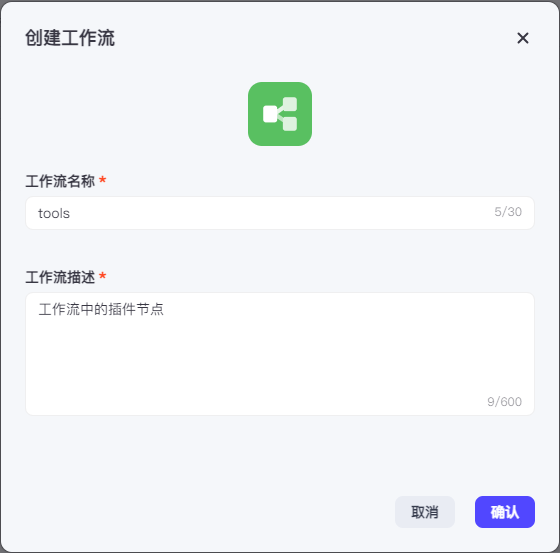 创建工作流
工作流名称 *
tools
5/30
工作流描述 *
工作流中的插件节点
9/600
取消
确认